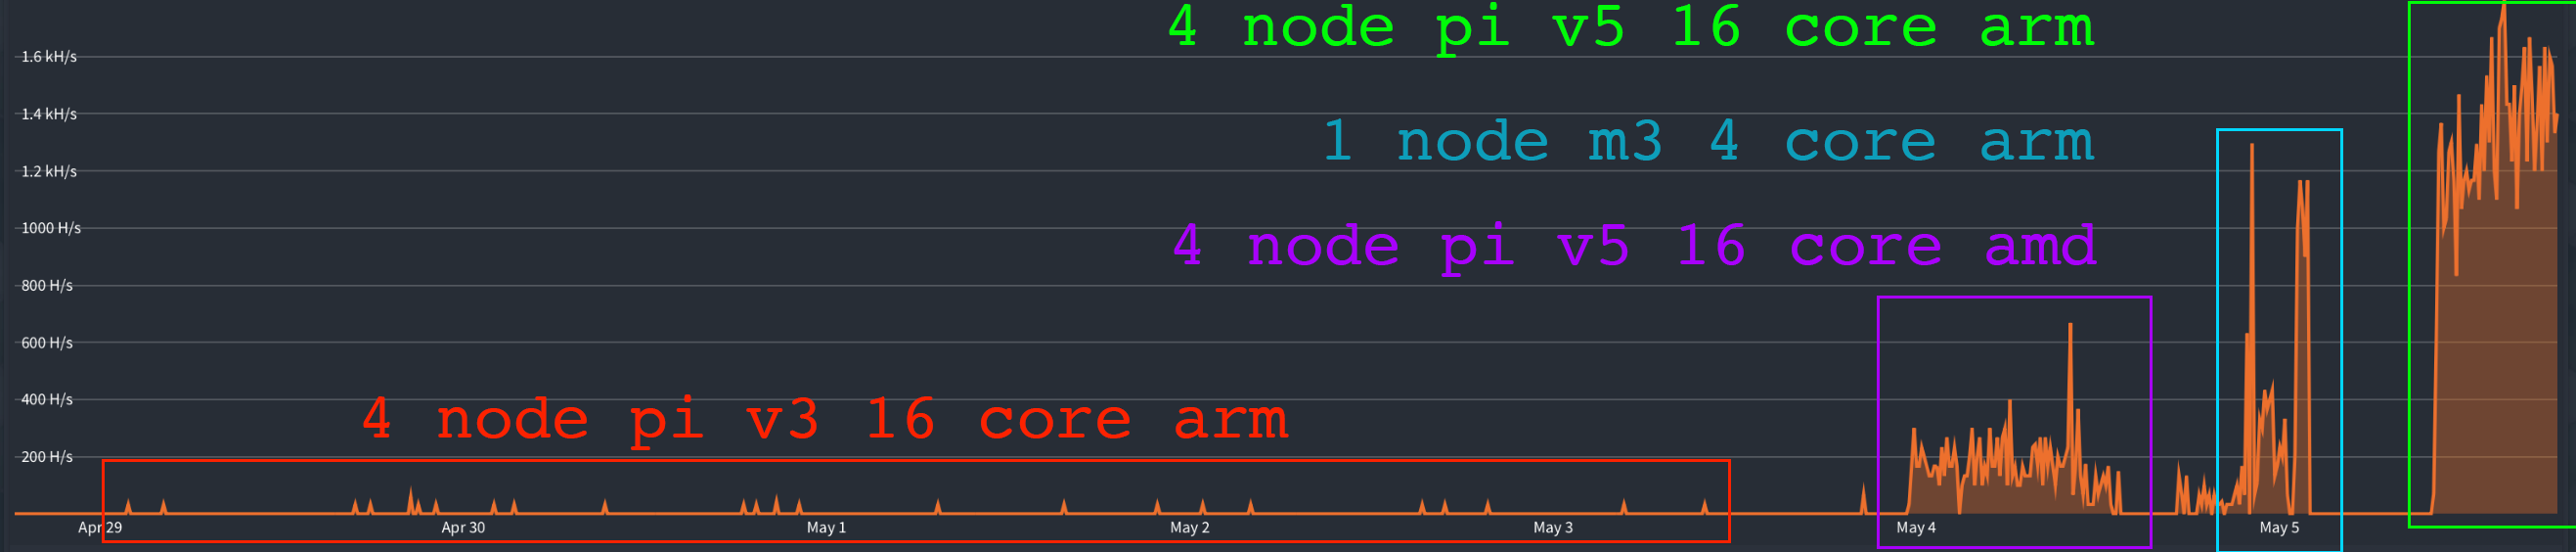 4 node pi v5 16 core arm
1.6 kH/s
1.4 kH/s
1 node m3 4 core arm
1.2 kH/s
1000 H/s
4 node pi v5 16 core amd
800 H/s
600 H/s
400 H/s
4 node pi v3 16 core arm
200 H/s
Apr 29 Apr 30 May 1 May 2 May 3 May 4 May 5